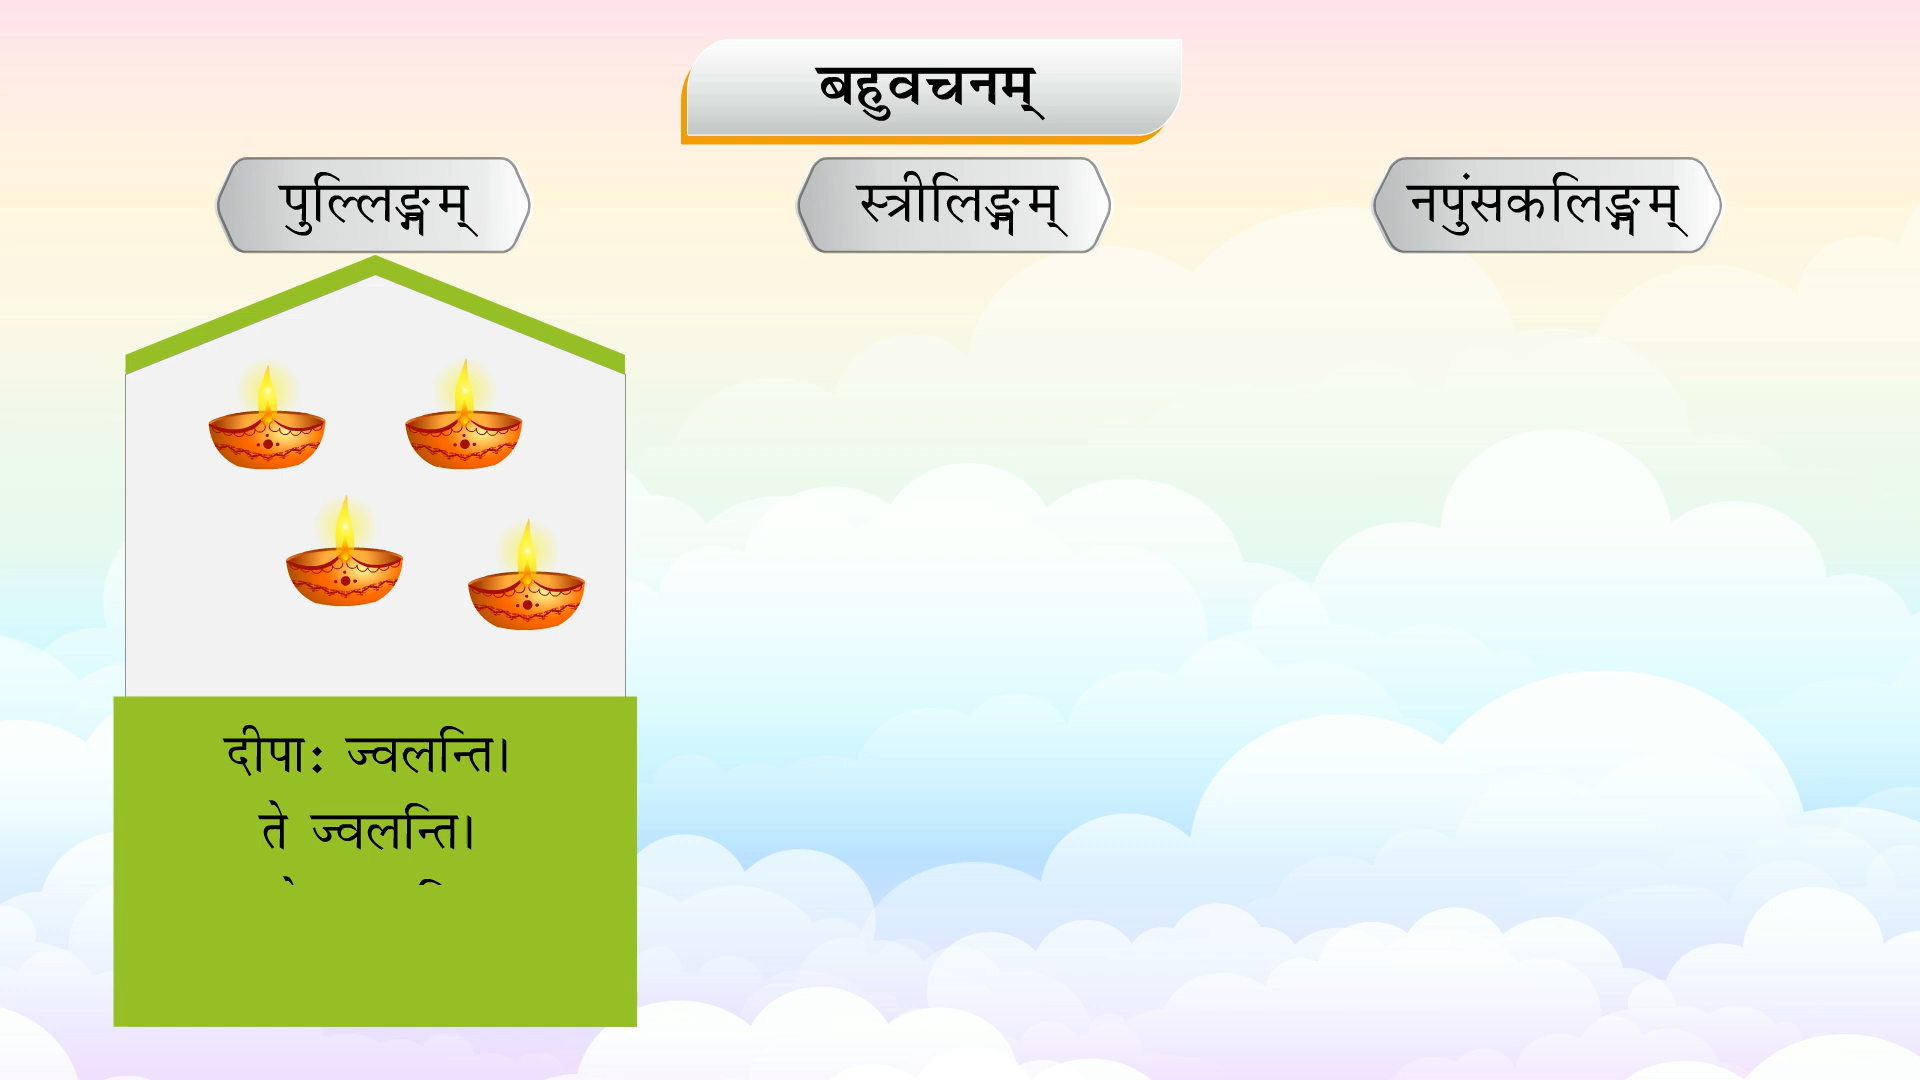 बहुवचनम्
पुल्लिङ्गम्
स्त्रीलिङ्गम्
नपुंसकलिङ्गम्
दीपाः ज्वलन्ति।
ते ज्वलन्ति।